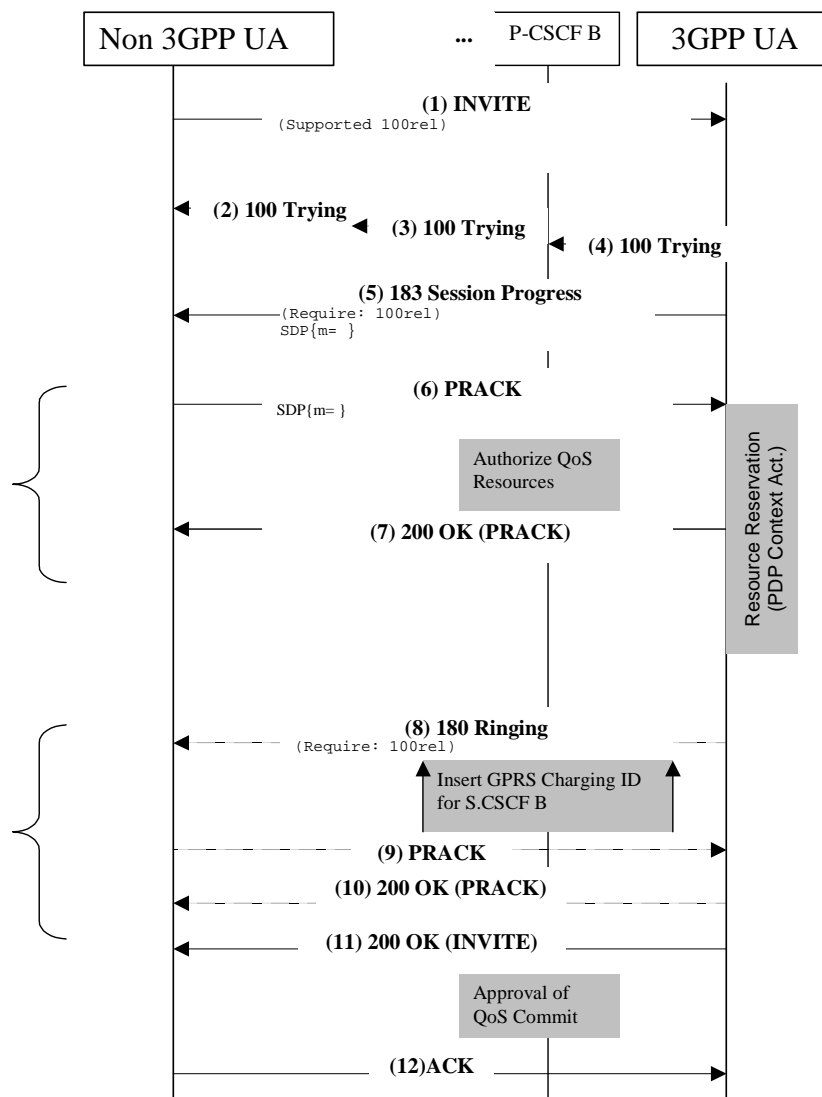 Non 3GPP UA
...
P-CSCF B
3GPP UA
(1) INVITE
(Supported 100rel)
(2) 100 Trying
(3) 100 Trying
(4) 100 Trying
(5) 183 Session Progress
(Require: 100rel)
SDP{m= }
(6) PRACK
SDP{m= }
Authorize QoS
Resources
Resource Reservation
(PDP Context Act.)
(7) 200 OK (PRACK)
(8) 180 Ringing
(Require: 100rel)
Insert GPRS Charging ID
for S.CSCF B
(9) PRACK
(10) 200 OK (PRACK)
(11) 200 OK (INVITE)
Approval of
QoS Commit
(12)ACK